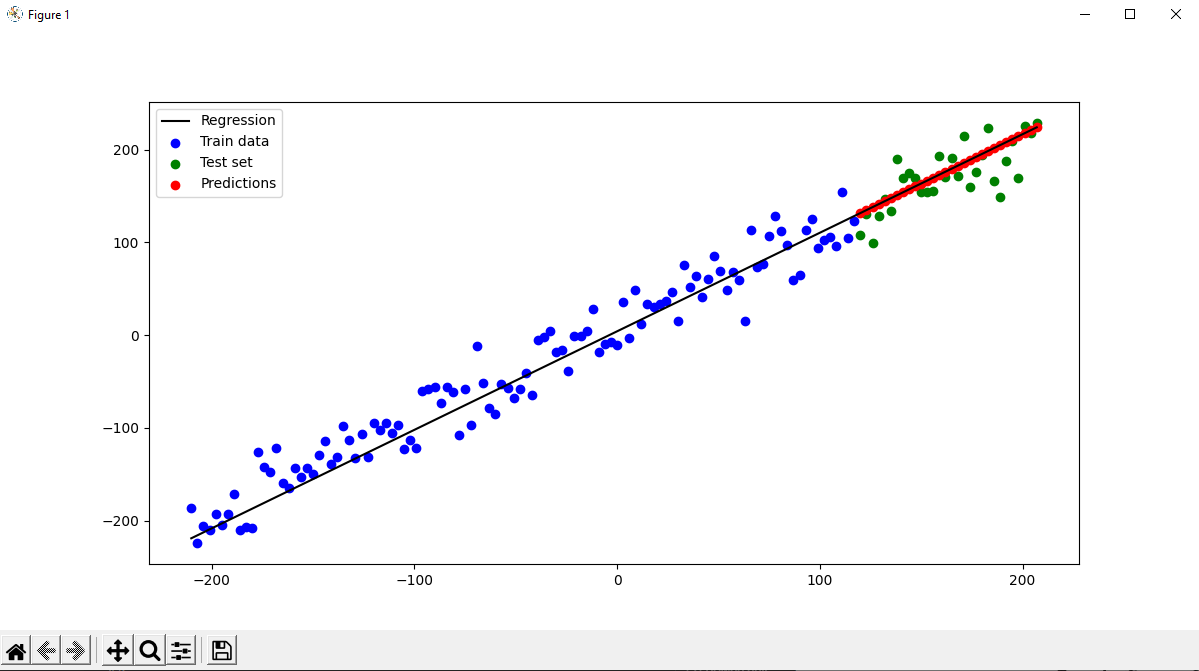 Figure 1
Regression
Train data
Test set
Predictions
200
100
0
−100
−200
−200 −100 0 100 200